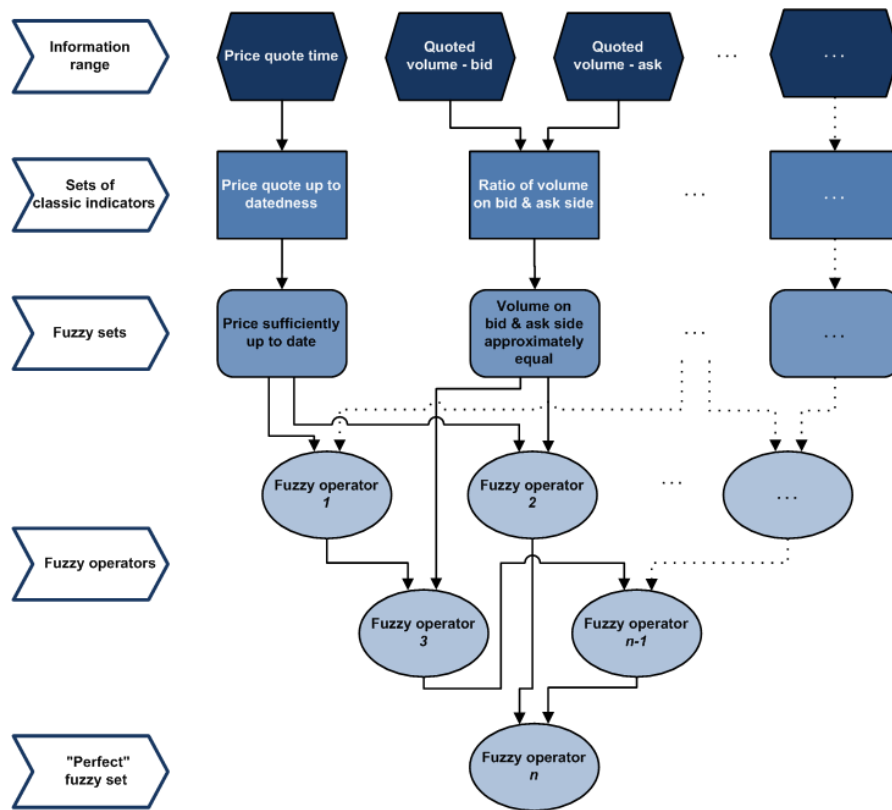 Information
range
Price quote time
Quoted
volume - bid
Quoted
volume - ask
...
...
Sets of
classic indicators
Price quote up to
datedness
Ratio of volume
on bid & ask side
...
...
Fuzzy sets
Price sufficiently
up to date
Volume on
bid & ask side
approximately
equal
...
...
Fuzzy operator
1
Fuzzy operator
2
...
...
Fuzzy operators
Fuzzy operator
3
Fuzzy operator
n-1
"Perfect"
fuzzy set
Fuzzy operator
n